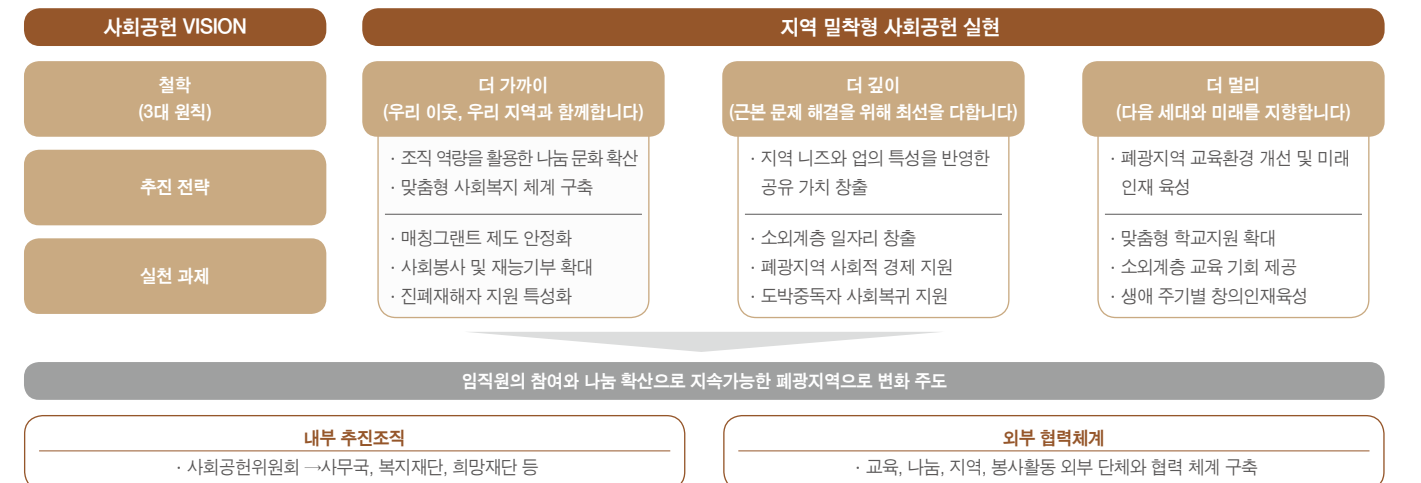 사회공헌 VISION
지역 밀착형 사회공헌 실현
철학
(3대 원칙)
더 가까이
(우리 이웃, 우리 지역과 함께합니다)
더 깊이
(근본 문제 해결을 위해 최선을 다합니다)
더 멀리
(다음 세대와 미래를 지향합니다)
추진 전략
· 조직 역량을 활용한 나눔 문화 확산
· 맞춤형 사회복지 체계 구축
· 지역 니즈와 업의 특성을 반영한
공유 가치 창출
· 폐광지역 교육환경 개선 및 미래
인재 육성
실천 과제
· 매칭그랜트 제도 안정화
· 사회봉사 및 재능기부 확대
· 진폐재해자 지원 특성화
· 소외계층 일자리 창출
· 폐광지역 사회적 경제 지원
· 도박중독자 사회복귀 지원
· 맞춤형 학교지원 확대
· 소외계층 교육 기회 제공
· 생애 주기별 창의인재육성
임직원의 참여와 나눔 확산으로 지속가능한 폐광지역으로 변화 주도
내부 추진조직
· 사회공헌위원회 →사무국, 복지재단, 희망재단 등
외부 협력체계
· 교육, 나눔, 지역, 봉사활동 외부 단체와 협력 체계 구축